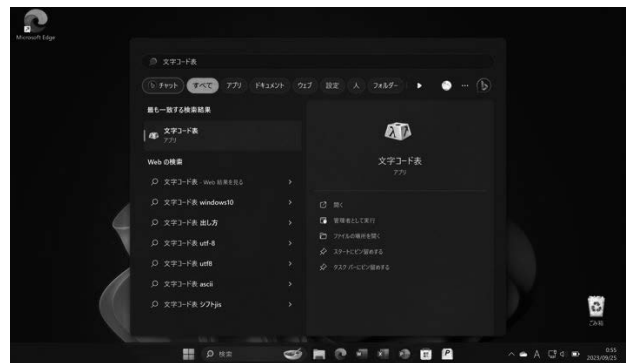 Microsoft Edge
文字コード表
チャット すべて アプリ ドキュメント ウェブ 設定 人 フォルダー
最も一致する検索結果
文字コード表
アプリ
Web の検索
文字コード表 - Web 結果を見る
文字コード表 windows10
文字コード表 出し方
文字コード表 utf-8
文字コード表 utf8
文字コード表 ascii
文字コード表 シフトjis
文字コード表
アプリ
開く
管理者として実行
ファイルの場所を開く
スタートにピン留めする
タスク バーにピン留めする
ごみ箱
検索
A
0:55
2023/09/25